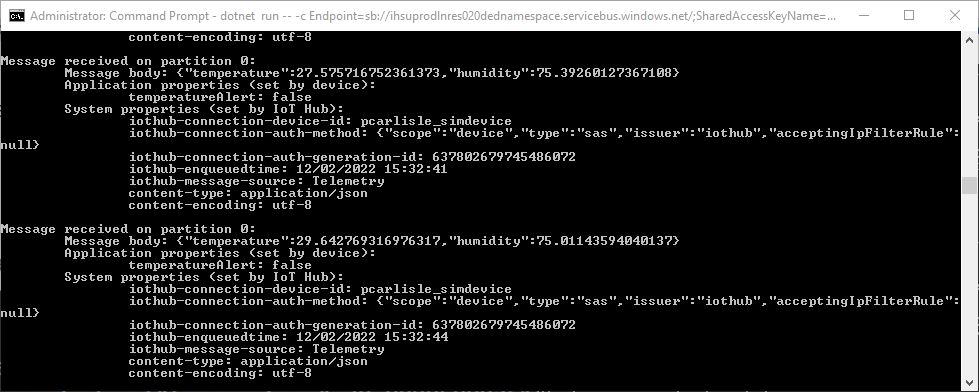 Administrator: Command Prompt - dotnet run -- -c Endpoint=sb://ihsuprodlnres020dednamespace.servicebus.windows.net/;SharedAccessKeyName=...
content-encoding: utf-8
Message received on partition 0:
Message body: {"temperature":27.575716752361373,"humidity":75.39260127367108}
Application properties (set by device):
temperatureAlert: false
System properties (set by IoT Hub):
iothub-connection-device-id: pcarlisle_simdevice
iothub-connection-auth-method: {"scope":"device","type":"sas","issuer":"iothub","acceptingIpFilterRule":
null}
iothub-connection-auth-generation-id: 637802679745486072
iothub-enqueuedtime: 12/02/2022 15:32:41
iothub-message-source: Telemetry
content-type: application/json
content-encoding: utf-8
Message received on partition 0:
Message body: {"temperature":29.642769316976317,"humidity":75.01143594040137}
Application properties (set by device):
temperatureAlert: false
System properties (set by IoT Hub):
iothub-connection-device-id: pcarlisle_simdevice
iothub-connection-auth-method: {"scope":"device","type":"sas","issuer":"iothub","acceptingIpFilterRule":
null}
iothub-connection-auth-generation-id: 637802679745486072
iothub-enqueuedtime: 12/02/2022 15:32:44
iothub-message-source: Telemetry
content-type: application/json
content-encoding: utf-8